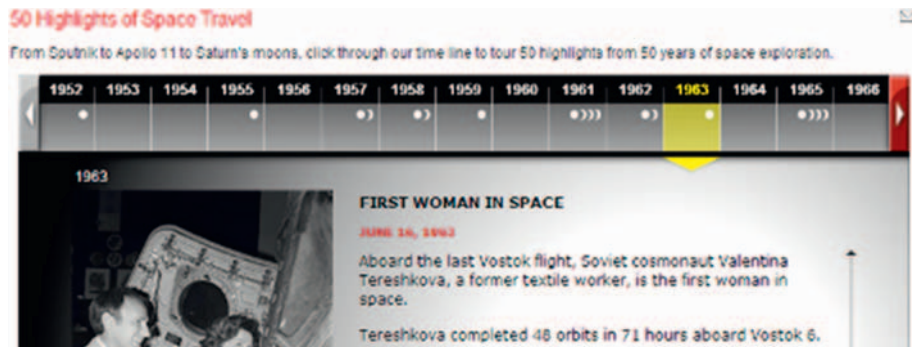 50 Highlights of Space Travel
From Sputnik to Apollo 11 to Saturn's moons, click through our time line to tour 50 highlights from 50 years of space exploration.
1952 1953 1954 1955 1956 1957 1958 1959 1960 1961 1962 1963 1964 1965 1966
1963
FIRST WOMAN IN SPACE
JUNE 16, 1963
Aboard the last Vostok flight, Soviet cosmonaut Valentina
Tereshkova, a former textile worker, is the first woman in
space.
Tereshkova completed 48 orbits in 71 hours aboard Vostok 6.